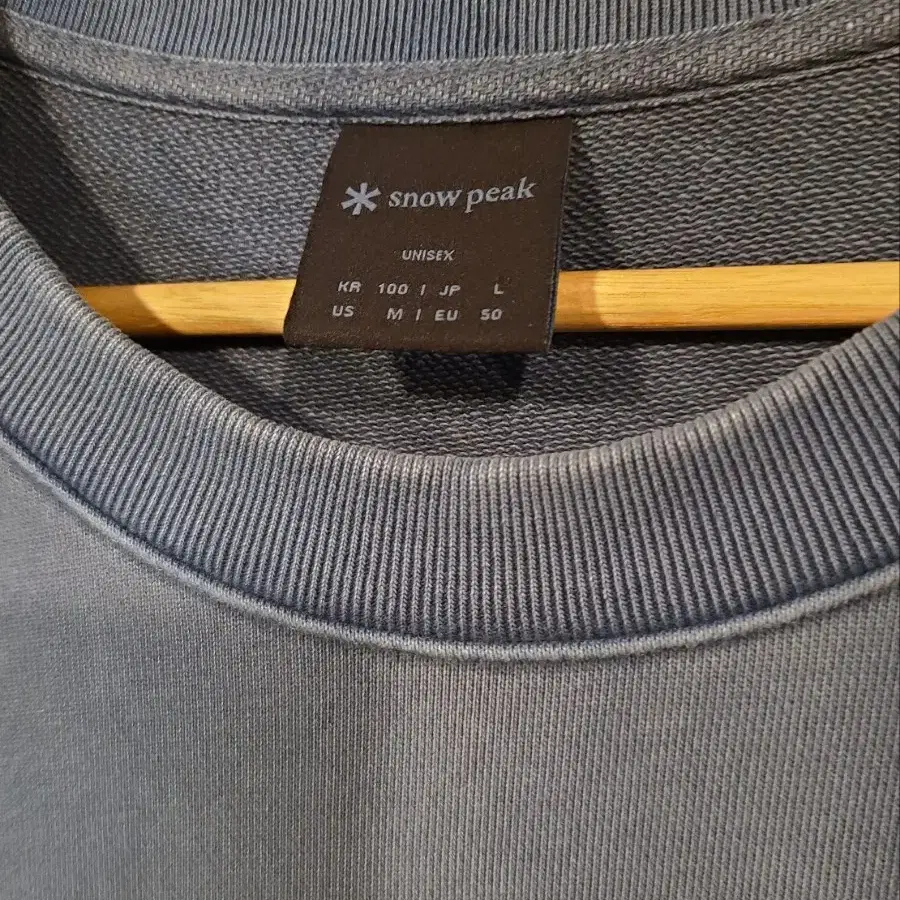 snow peak
UNISEX
KR 100 | JP L
US M | EU 50